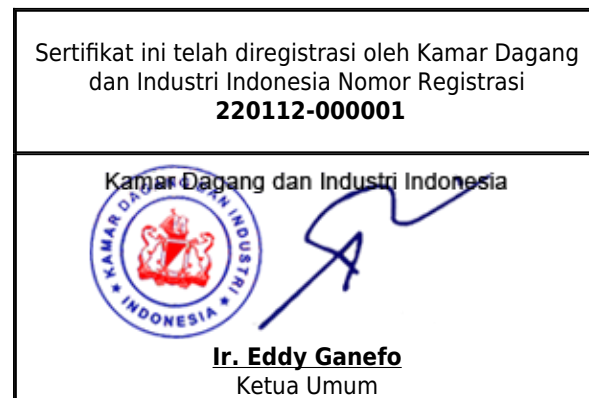 Sertifikat ini telah diregistrasi oleh Kamar Dagang
dan Industri Indonesia Nomor Registrasi
220112-000001
Kamar Dagang dan Industri Indonesia
KAMAR DAGANG DAN INDUSTRI
INDONESIA
Ir. Eddy Ganefo
Ketua Umum